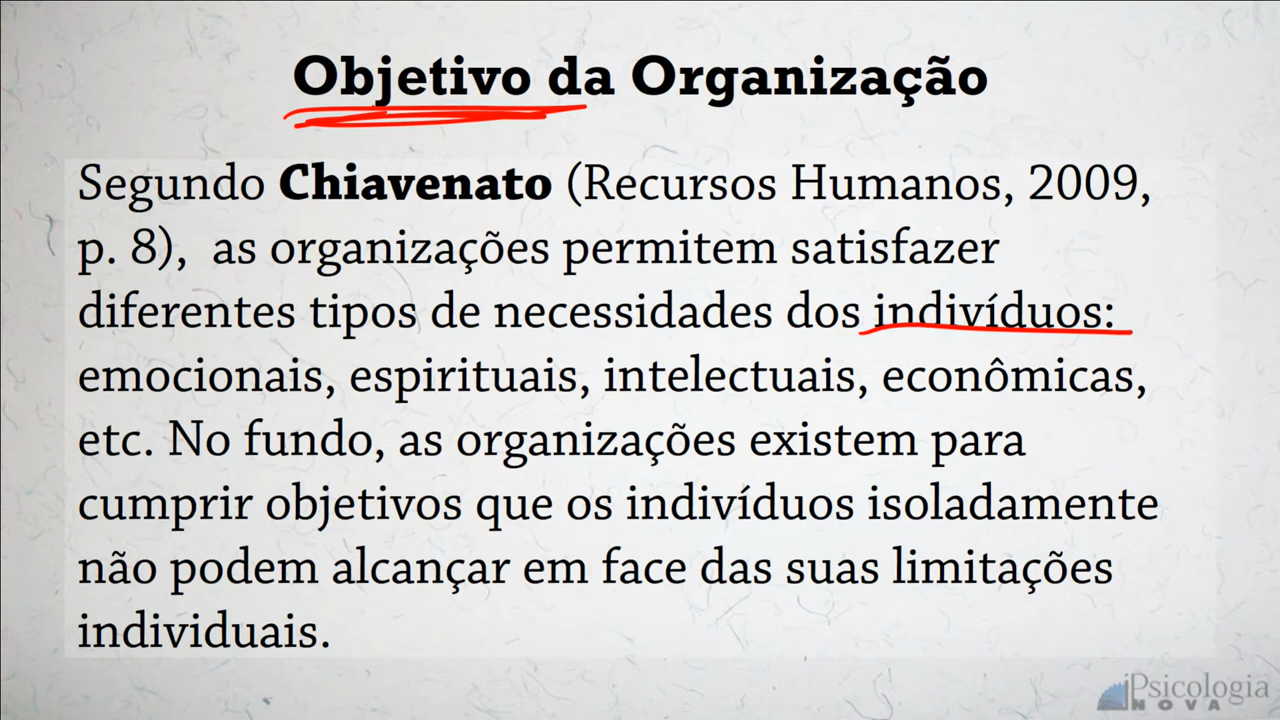 Objetivo da Organização
Segundo Chiavenato (Recursos Humanos, 2009,
p. 8), as organizações permitem satisfazer
diferentes tipos de necessidades dos indivíduos:
emocionais, espirituais, intelectuais, econômicas,
etc. No fundo, as organizações existem para
cumprir objetivos que os indivíduos isoladamente
não podem alcançar em face das suas limitações
individuais.
Psicologia
NOVA